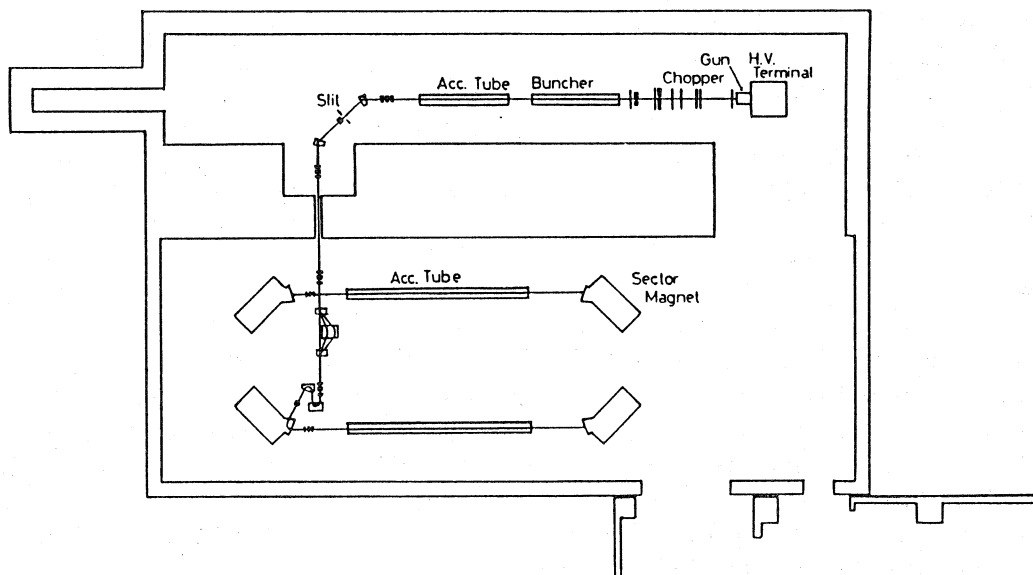 Gun H.V.
Terminal
Chopper
Acc. Tube Buncher
Slit
Acc. Tube
Sector
Magnet